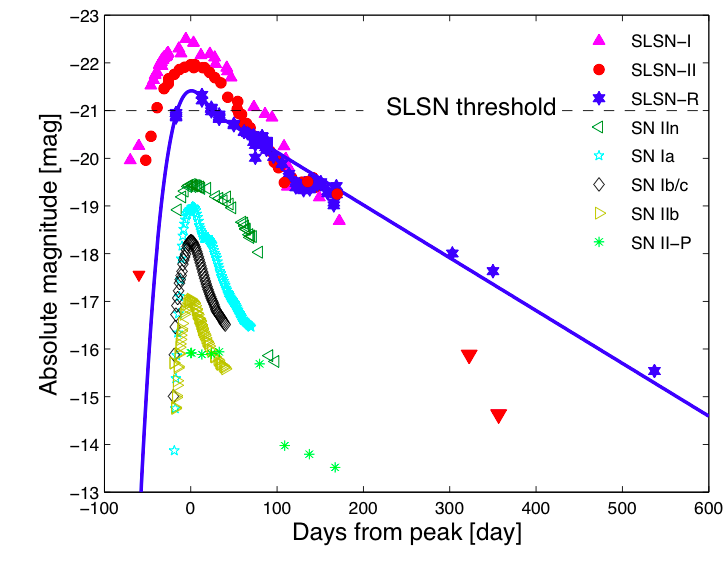 −23
−22
−21
−20
−19
−18
−17
−16
−15
−14
−13
Absolute magnitude [mag]
SLSN threshold
SLSN−I
SLSN−II
SLSN−R
SN IIn
SN Ia
SN Ib/c
SN IIb
SN II−P
−100
0
100
200
300
400
500
600
Days from peak [day]